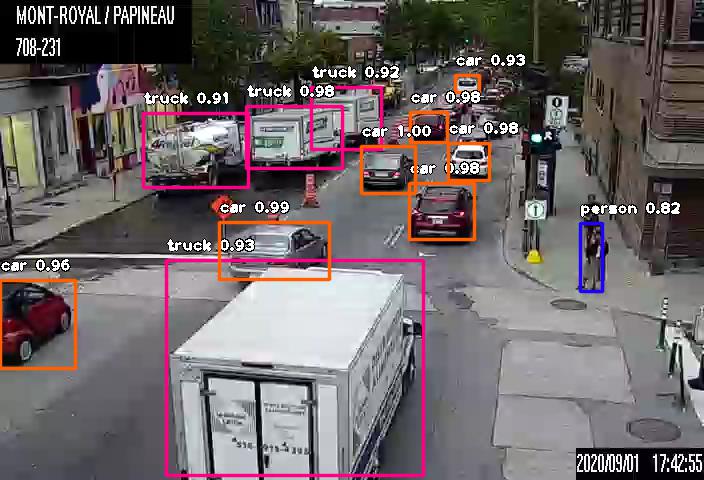 MONT-ROYAL / PAPINEAU
708-231
car 0.93
truck 0.92
truck 0.98
truck 0.91
car 0.98
car 1.00
car 0.98
car 0.98
car 0.99
person 0.82
truck 0.93
car 0.96
2020/09/01 17:42:55